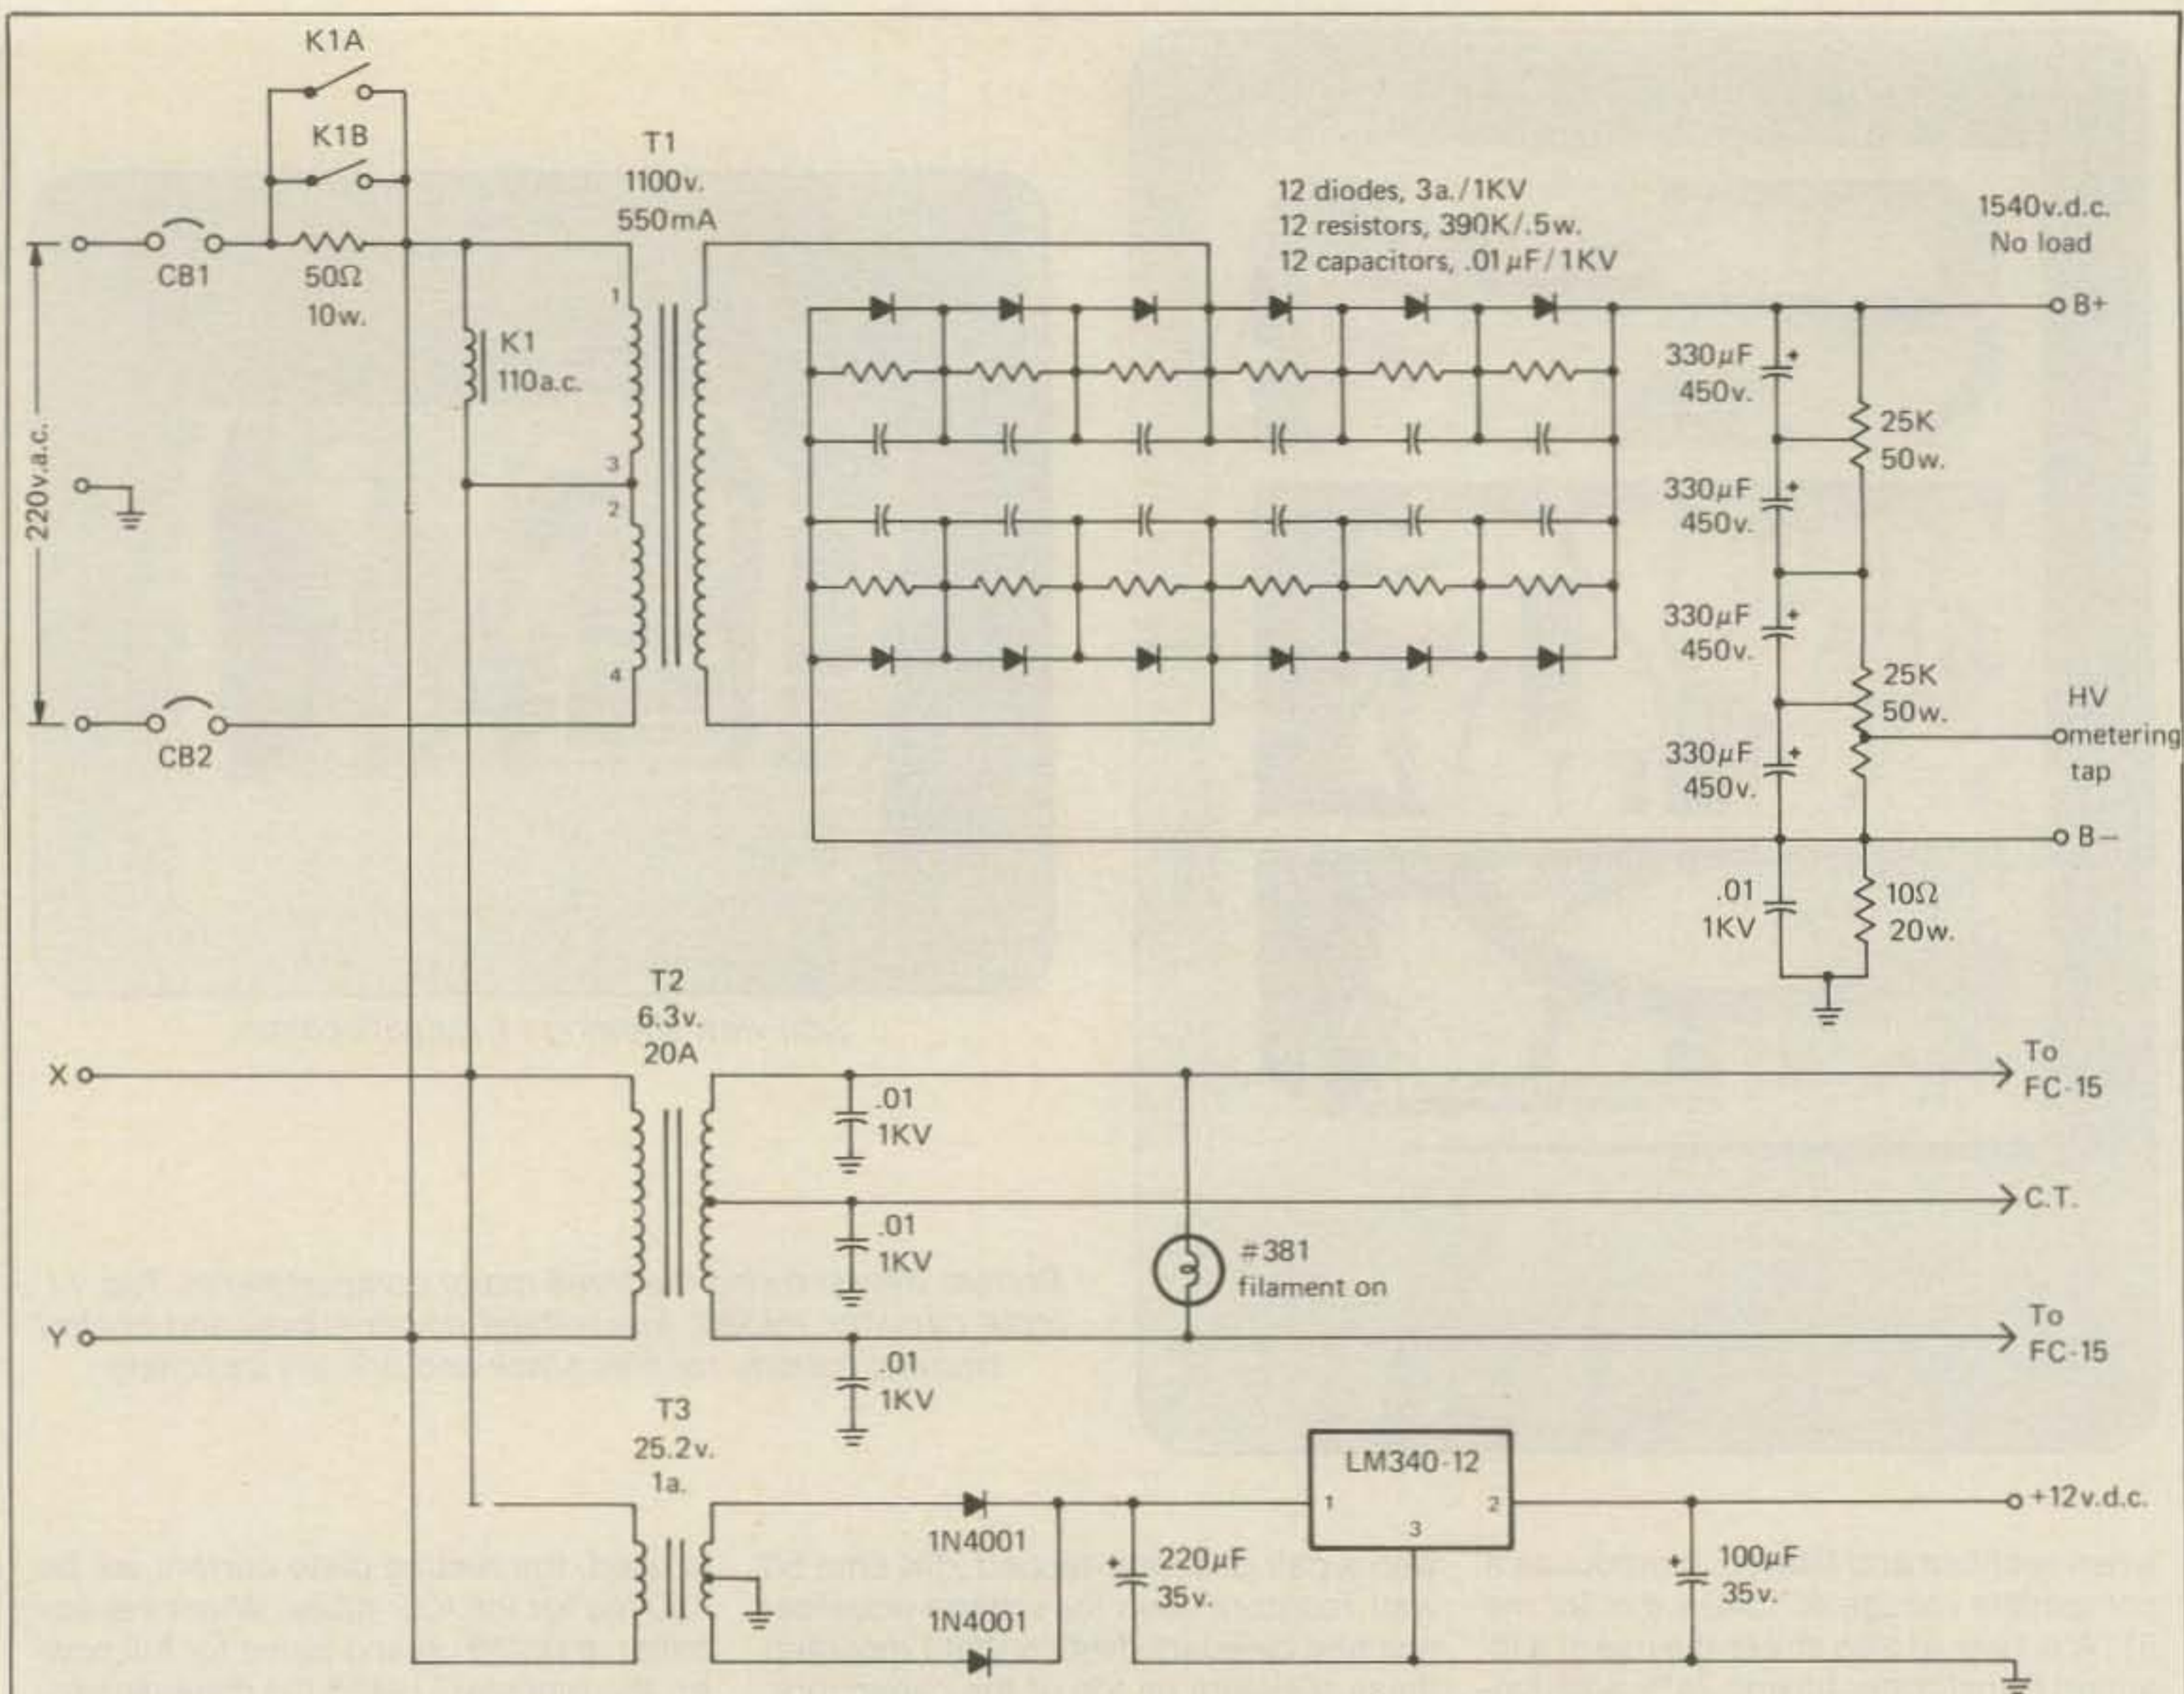 K1A
K1B
T1
1100v.
550mA
12 diodes, 3a./1KV
12 resistors, 390K/.5w.
12 capacitors, .01µF/1KV
1540v.d.c.
No load
CB1
50Ω
10w.
1
B+
K1
110a.c.
330µF
450v.
25K
50w.
220v.a.c.
3
2
330µF
450v.
330µF
450v.
4
25K
50w.
HV
metering
tap
CB2
330µF
450v.
B–
.01
1KV
10Ω
20w.
T2
6.3v.
20A
X
To
FC-15
.01
1KV
C.T.
.01
1KV
#381
filament on
Y
To
FC-15
.01
1KV
T3
25.2v.
1a.
LM340-12
1
2
3
+12v.d.c.
1N4001
+
220µF
35v.
+
100µF
35v.
1N4001